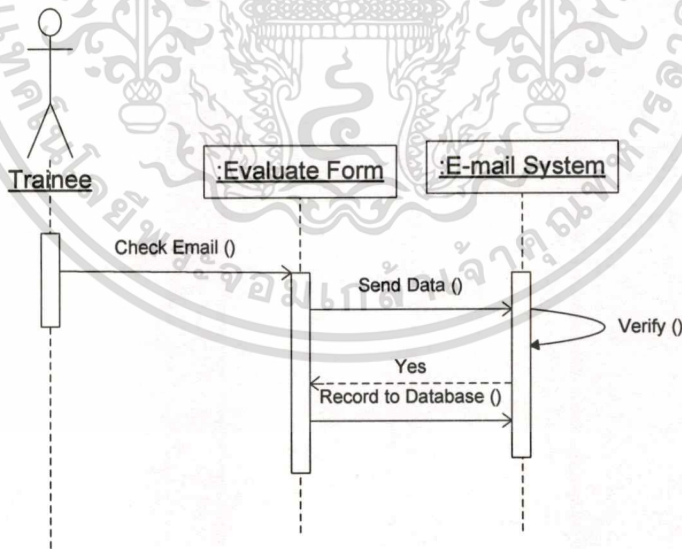 Trainee
:Evaluate Form
:E-mail System
Check Email ()
Send Data ()
Verify ()
Yes
Record to Database ()